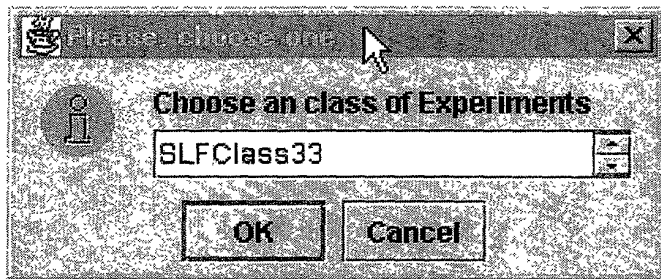 Please, choose one
Choose an class of Experiments
SLFClass33
OK Cancel